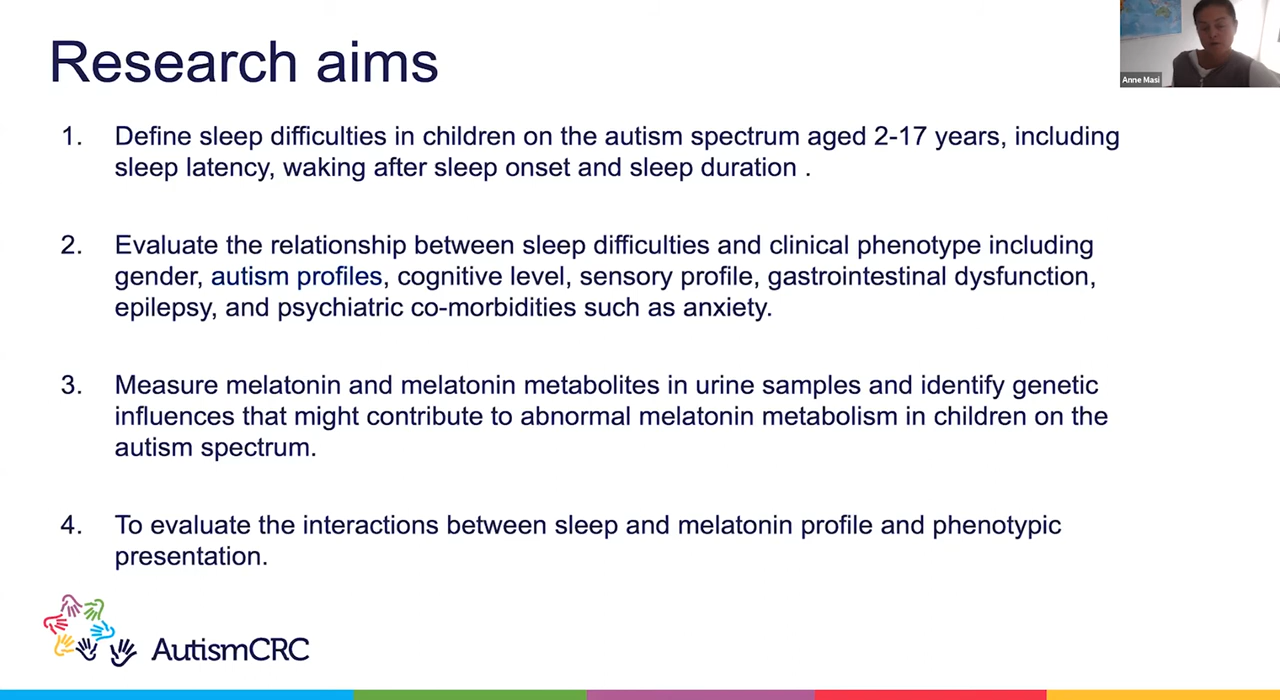 Research aims
Anne Masi
1. Define sleep difficulties in children on the autism spectrum aged 2-17 years, including
sleep latency, waking after sleep onset and sleep duration .
2. Evaluate the relationship between sleep difficulties and clinical phenotype including
gender, autism profiles, cognitive level, sensory profile, gastrointestinal dysfunction,
epilepsy, and psychiatric co-morbidities such as anxiety.
3. Measure melatonin and melatonin metabolites in urine samples and identify genetic
influences that might contribute to abnormal melatonin metabolism in children on the
autism spectrum.
4. To evaluate the interactions between sleep and melatonin profile and phenotypic
presentation.
AutismCRC